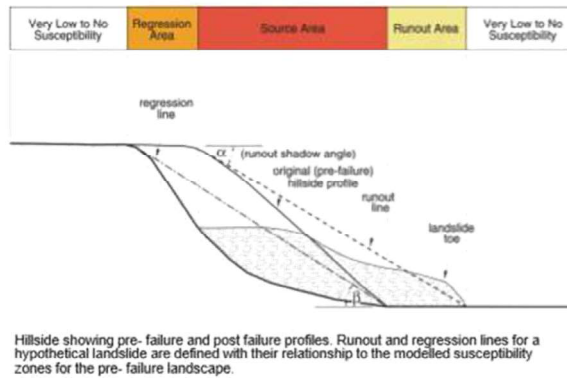 Very Low to No
Susceptibility
Regression
Area
Source Area
Runout Area
Very Low to No
Susceptibility
regression
line
α (runout shadow angle)
original (pre-failure)
hillside profile
runout
line
landslide
toe
β
Hillside showing pre- failure and post failure profiles. Runout and regression lines for a
hypothetical landslide are defined with their relationship to the modelled susceptibility
zones for the pre- failure landscape.